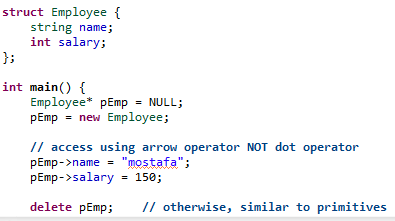 struct Employee {
string name;
int salary;
};
int main() {
Employee* pEmp = NULL;
pEmp = new Employee;
// access using arrow operator NOT dot operator
pEmp->name = "mostafa";
pEmp->salary = 150;
delete pEmp; // otherwise, similar to primitives